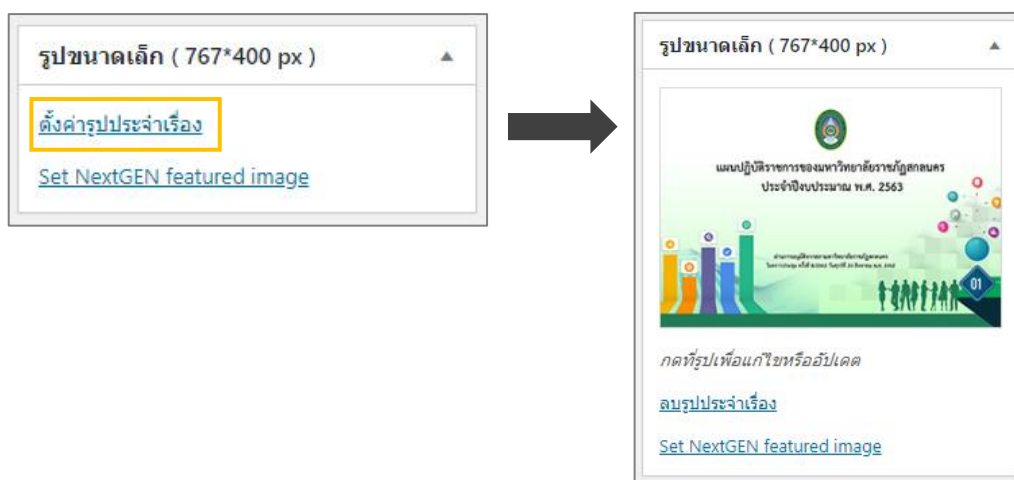 รูปขนาดเล็ก ( 767*400 px )
ตั้งค่ารูปประจำเรื่อง
Set NextGEN featured image
รูปขนาดเล็ก ( 767*400 px )
แผนปฏิบัติราชการของมหาวิทยาลัยราชภัฏสกลนคร
ประจำปีงบประมาณ พ.ศ. 2563
01
กดที่รูปเพื่อแก้ไขหรืออัปเดต
ลบรูปประจำเรื่อง
Set NextGEN featured image